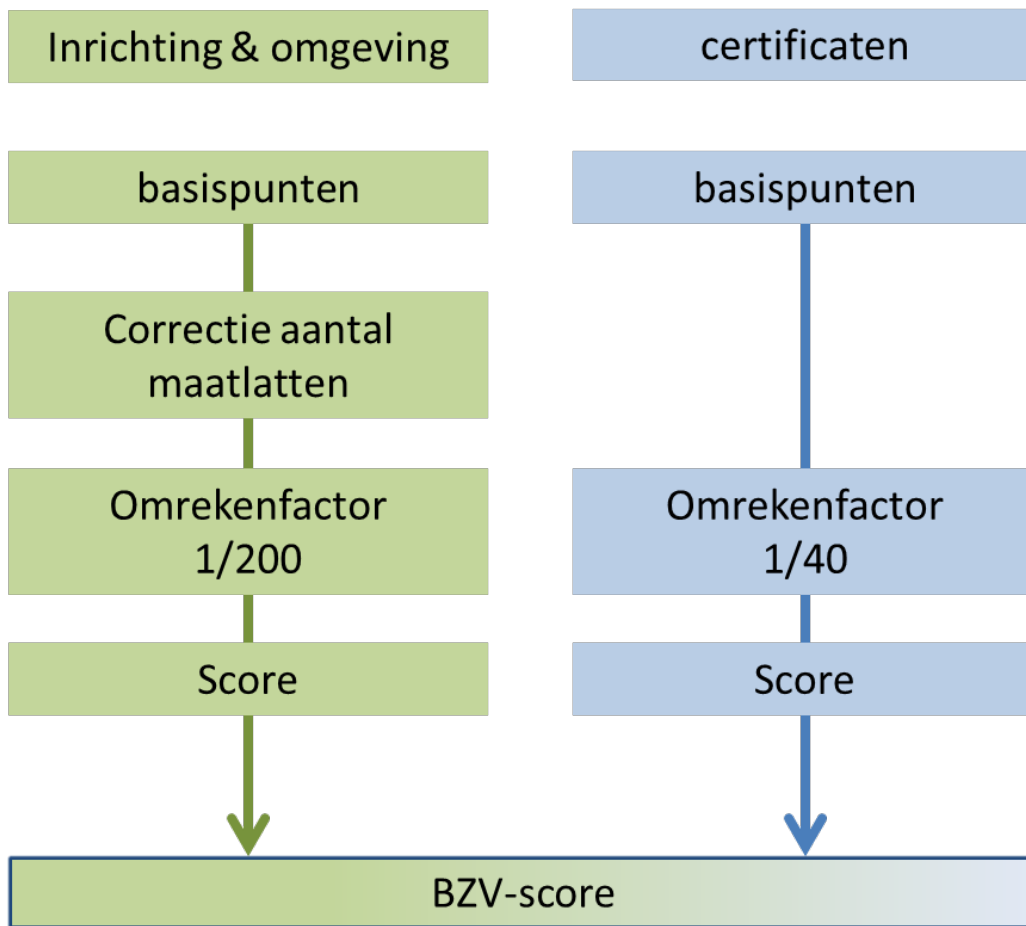 Inrichting & omgeving
certificaten
basispunten
basispunten
Correctie aantal
maatlatten
Omrekenfactor
1/200
Omrekenfactor
1/40
Score
Score
BZV-score